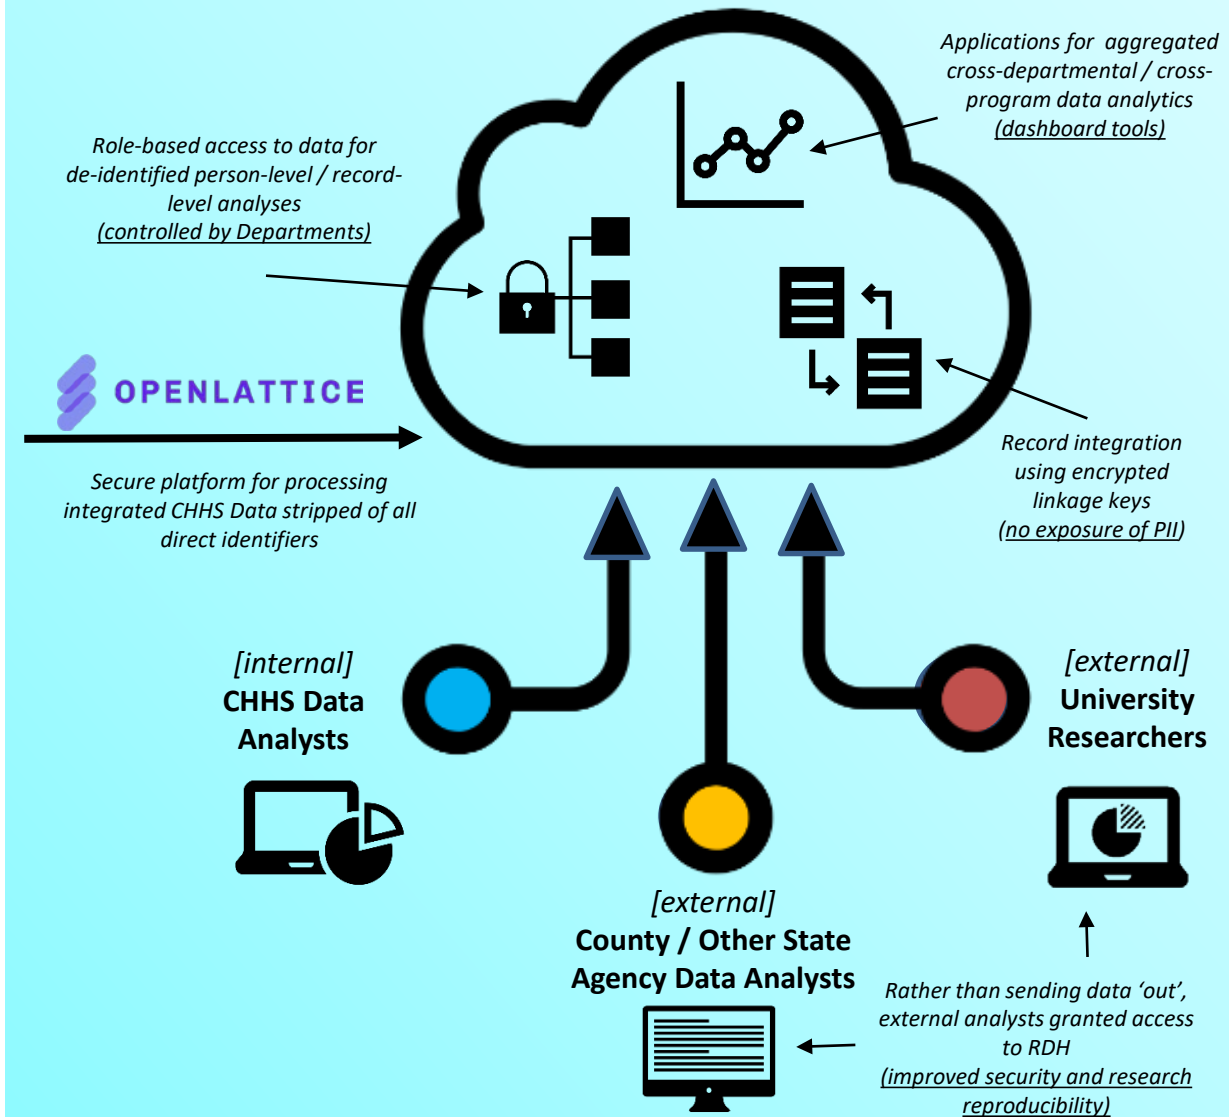 Applications for aggregated
cross-departmental / cross-
program data analytics
(dashboard tools)
Role-based access to data for
de-identified person-level / record-
level analyses
(controlled by Departments)
OPENLATTICE
Secure platform for processing
integrated CHHS Data stripped of all
direct identifiers
Record integration
using encrypted
linkage keys
(no exposure of PII)
[internal]
CHHS Data
Analysts
[external]
University
Researchers
[external]
County / Other State
Agency Data Analysts
Rather than sending data ‘out’,
external analysts granted access
to RDH
(improved security and research
reproducibility)